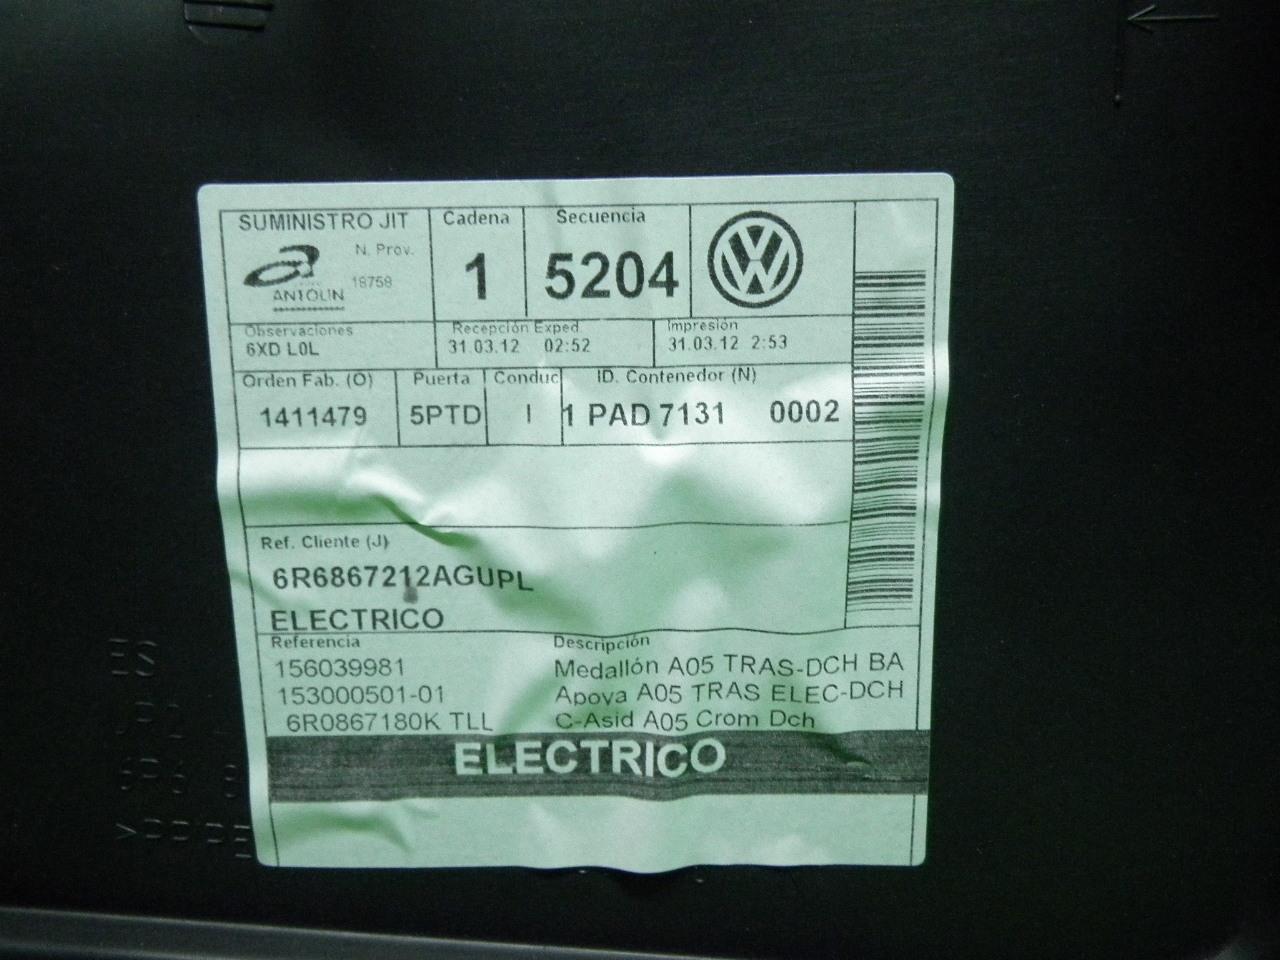 SUMINISTRO JIT
N. Prov.
18758
ANTOLIN
Cadena
1
Secuencia
5204
Observaciones
6XD L0L
Recepción Exped
31.03.12 02:52
Impresión
31.03.12 2:53
Orden Fab. (O)
1411479
Puerta
5PTD
Conduc
I
ID. Contenedor (N)
1 PAD 7131 0002
Ref. Cliente (J)
6R6867212AGUPL
ELECTRICO
Referencia Descripción
156039981 Medallón A05 TRAS-DCH BA
153000501-01 Apoya A05 TRAS ELEC-DCH
6R0867180K TLL C-Asid A05 Crom Dch
ELECTRICO